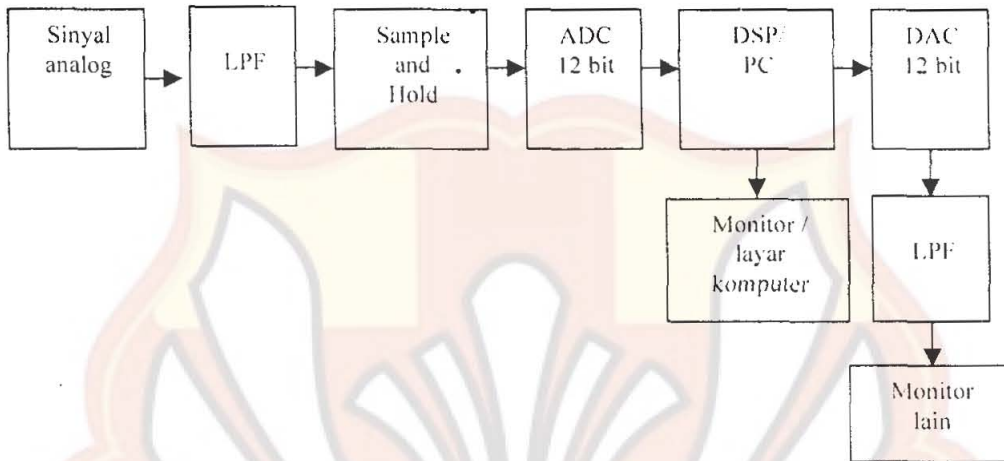 Sinyal
analog
LPF
Sample
and
Hold
ADC
12 bit
DSP/
PC
DAC
12 bit
Monitor /
layar
komputer
LPF
Monitor
lain